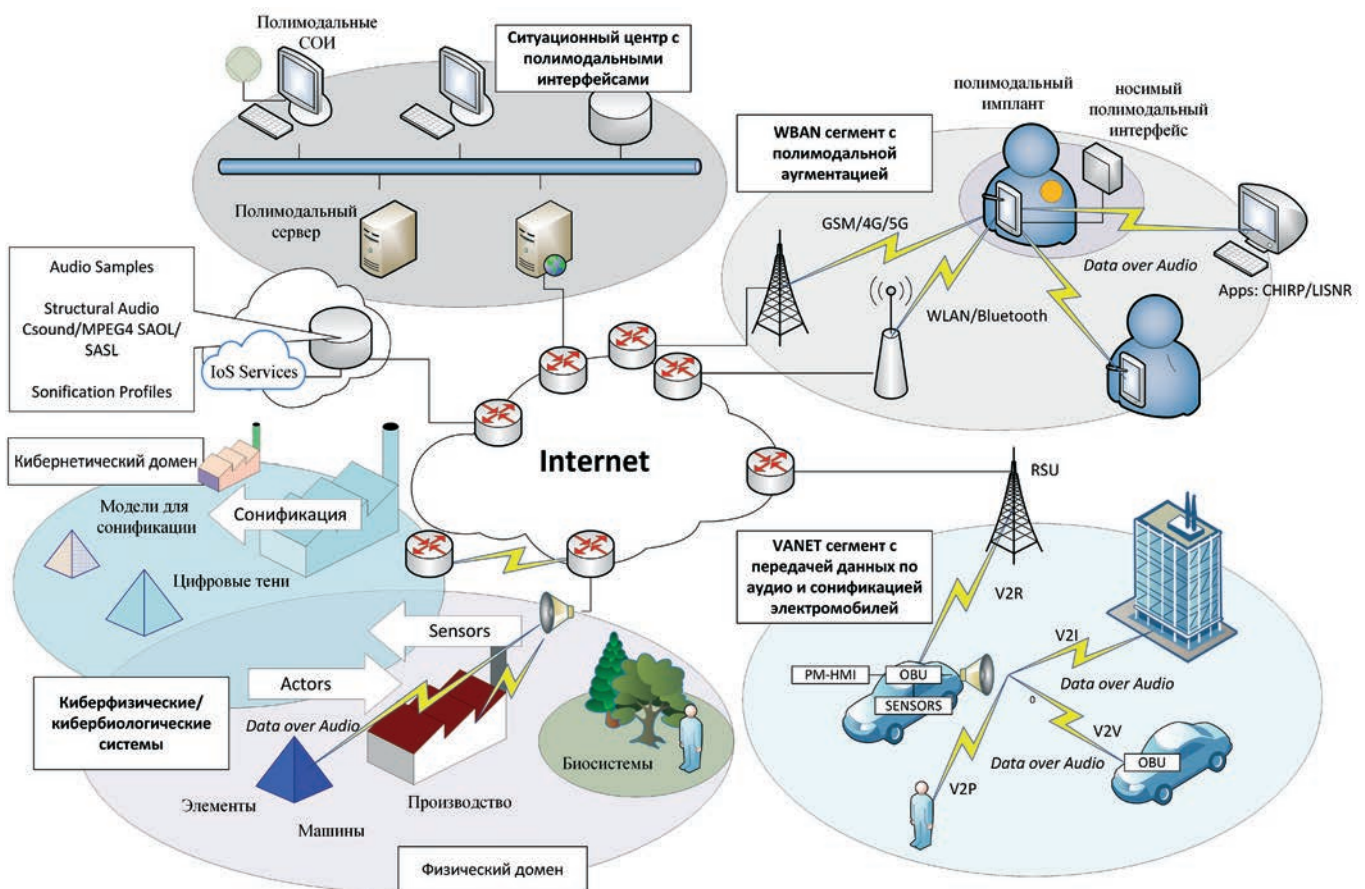 Полимодальные
СОИ
Ситуационный центр с
полимодальными
интерфейсами
Полимодальный
сервер
полимодальный
имплант
носимый
полимодальный
интерфейс
WBAN сегмент с
полимодальной
аугментацией
GSM/4G/5G
Data over Audio
WLAN/Bluetooth
Apps: CHIRP/LISNR
Audio Samples
Structural Audio
Csound/MPEG4 SAOL/
SASL
Sonification Profiles
IoS Services
Internet
Кибернетический домен
Модели для
сонификации
Сонификация
Цифровые тени
Sensors
Actors
Киберфизические/
кибербиологические
системы
Data over Audio
Элементы
Машины
Производство
Биосистемы
Физический домен
RSU
VANET сегмент с
передачей данных по
аудио и сонификацией
электромобилей
V2R
V2I
PM-HMI
OBU
SENSORS
Data over Audio
o
V2V
Data over Audio
OBU
V2P